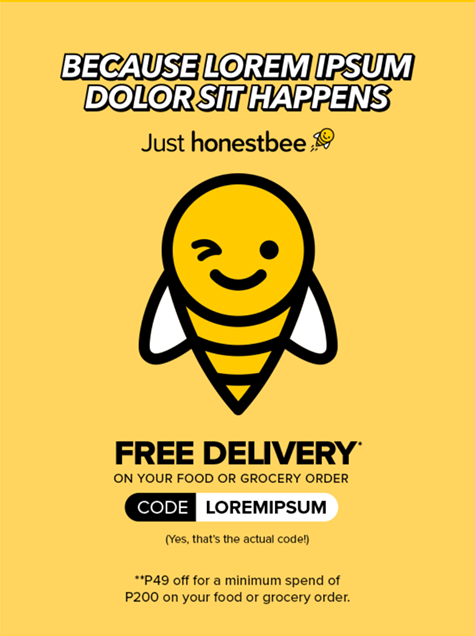 BECAUSE LOREM IPSUM
DOLOR SIT HAPPENS
Just honestbee
FREE DELIVERY*
ON YOUR FOOD OR GROCERY ORDER
CODE LOREMIPSUM
(Yes, that's the actual code!)
**P49 off for a minimum spend of
P200 on your food or grocery order.